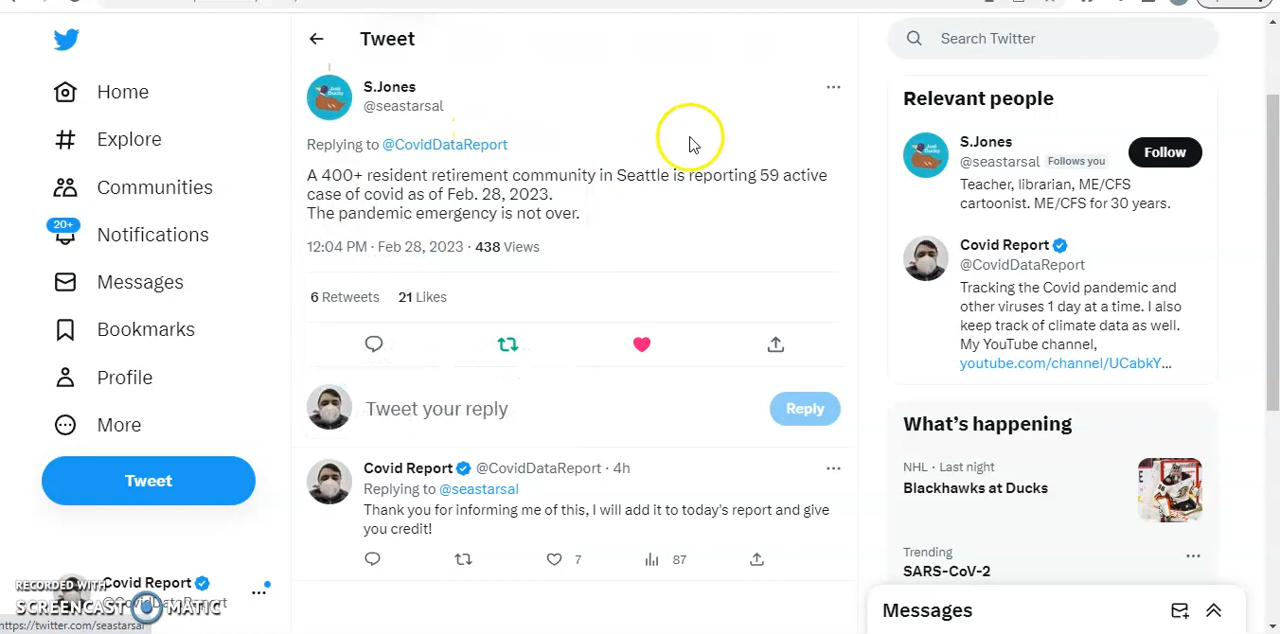 Home
Explore
Communities
20+
Notifications
Messages
Bookmarks
Profile
More
Tweet
Covid Report
RECORDED WITH
SCREENCAST MATIC
https://twitter.com/seastarsal
Tweet
S.Jones
@seastarsal
Replying to @CovidDataReport
A 400+ resident retirement community in Seattle is reporting 59 active
case of covid as of Feb. 28, 2023.
The pandemic emergency is not over.
12:04 PM · Feb 28, 2023 · 438 Views
6 Retweets 21 Likes
Tweet your reply
Reply
Covid Report @CovidDataReport · 4h
Replying to @seastarsal
Thank you for informing me of this, I will add it to today's report and give
you credit!
7
87
Search Twitter
Relevant people
S.Jones
@seastarsal Follows you
Follow
Teacher, librarian, ME/CFS
cartoonist. ME/CFS for 30 years.
Covid Report
@CovidDataReport
Tracking the Covid pandemic and
other viruses 1 day at a time. I also
keep track of climate data as well.
My YouTube channel,
youtube.com/channel/UCabkY...
What's happening
NHL · Last night
Blackhawks at Ducks
Trending
SARS-CoV-2
Messages